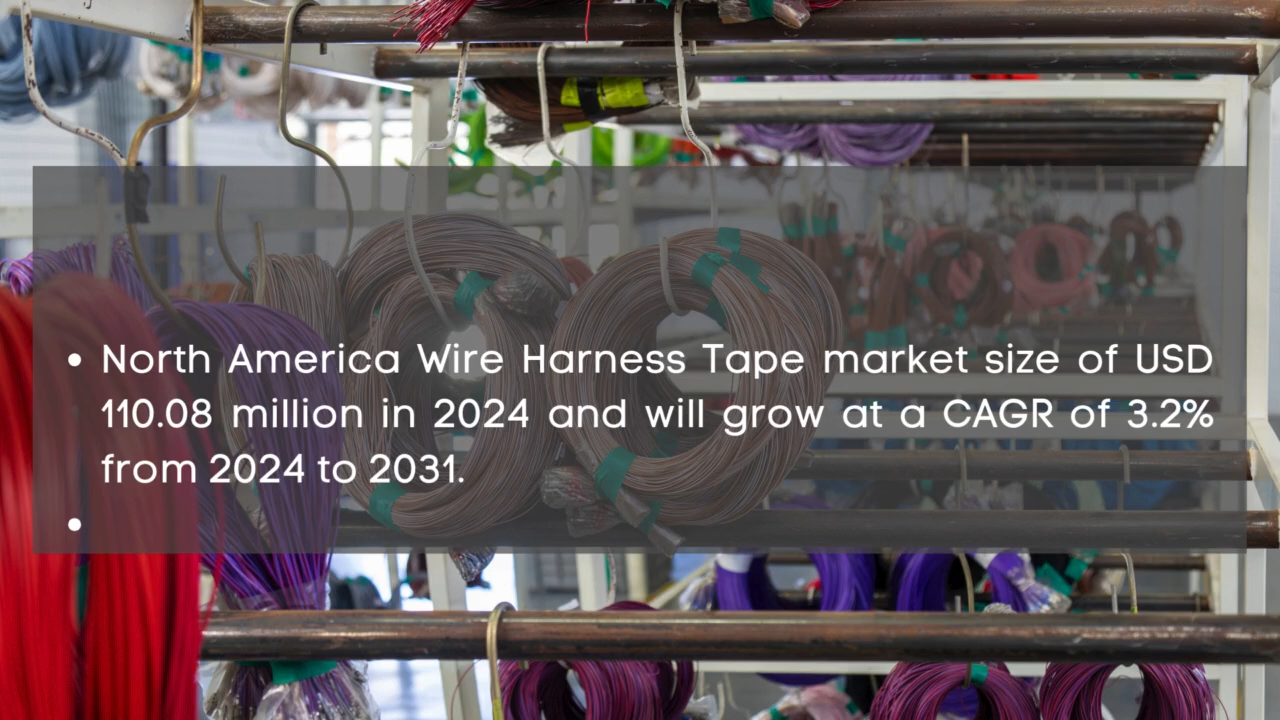 • North America Wire Harness Tape market size of USD
110.08 million in 2024 and will grow at a CAGR of 3.2%
from 2024 to 2031.
•